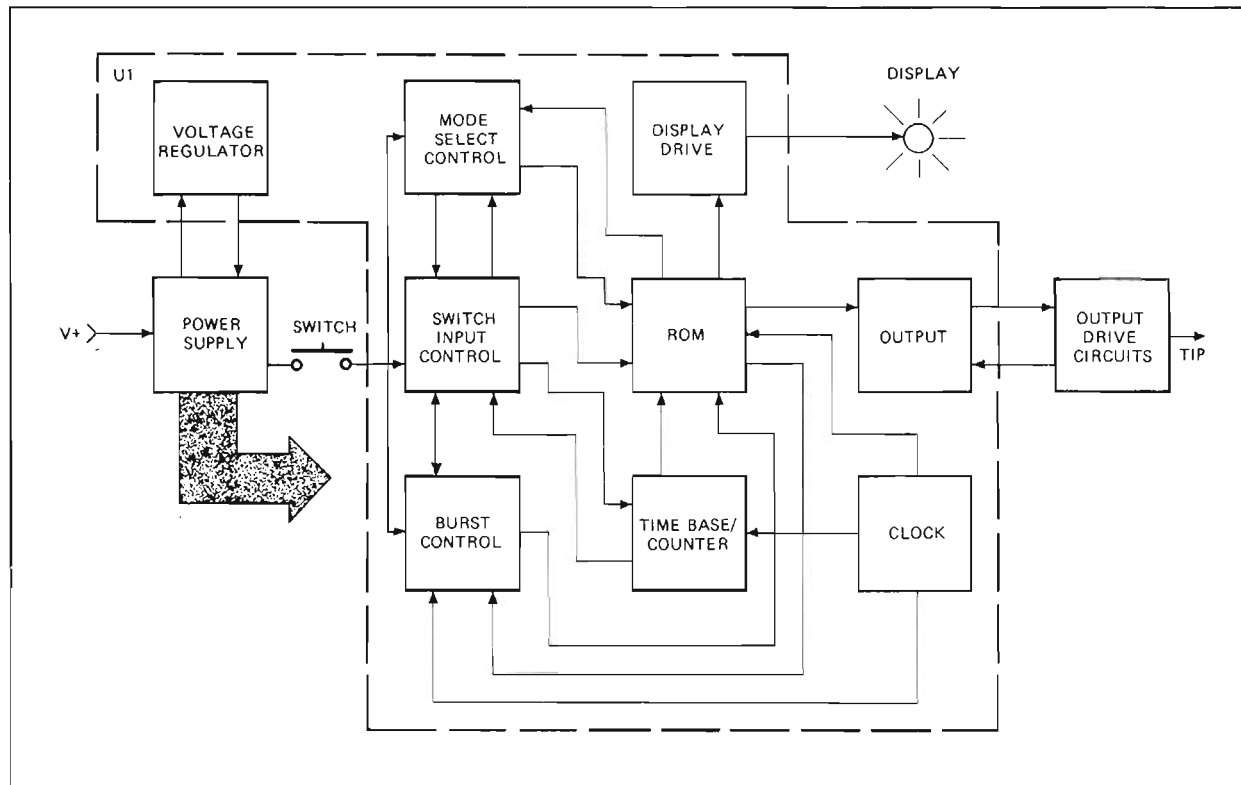 U1
DISPLAY
VOLTAGE
REGULATOR
MODE
SELECT
CONTROL
DISPLAY
DRIVE
V+
POWER
SUPPLY
SWITCH
SWITCH
INPUT
CONTROL
ROM
OUTPUT
OUTPUT
DRIVE
CIRCUITS
TIP
BURST
CONTROL
TIME BASE/
COUNTER
CLOCK